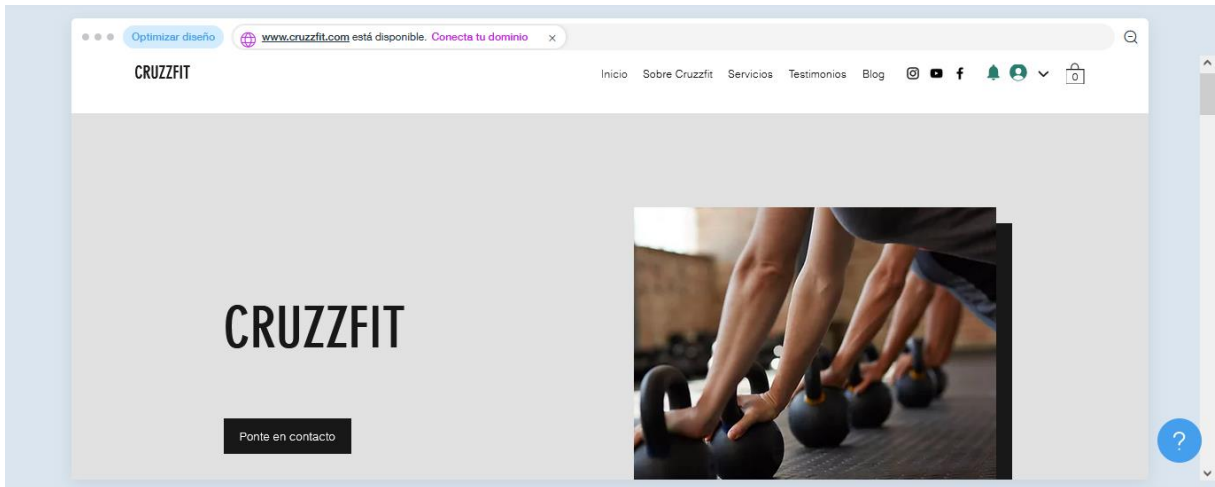 Optimizar diseño www.cruzzfit.com está disponible. Conecta tu dominio x
CRUZZFIT Inicio Sobre Cruzzfit Servicios Testimonios Blog f 0
CRUZZFIT
Ponte en contacto
?